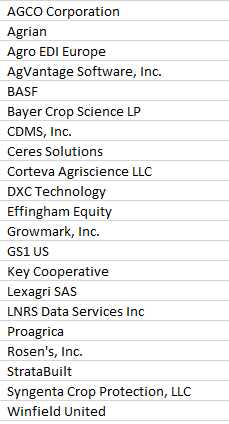 AGCO Corporation
Agrian
Agro EDI Europe
AgVantage Software, Inc.
BASF
Bayer Crop Science LP
CDMS, Inc.
Ceres Solutions
Corteva Agriscience LLC
DXC Technology
Effingham Equity
Growmark, Inc.
GS1 US
Key Cooperative
Lexagri SAS
LNRS Data Services Inc
Proagrica
Rosen's, Inc.
StrataBuilt
Syngenta Crop Protection, LLC
Winfield United